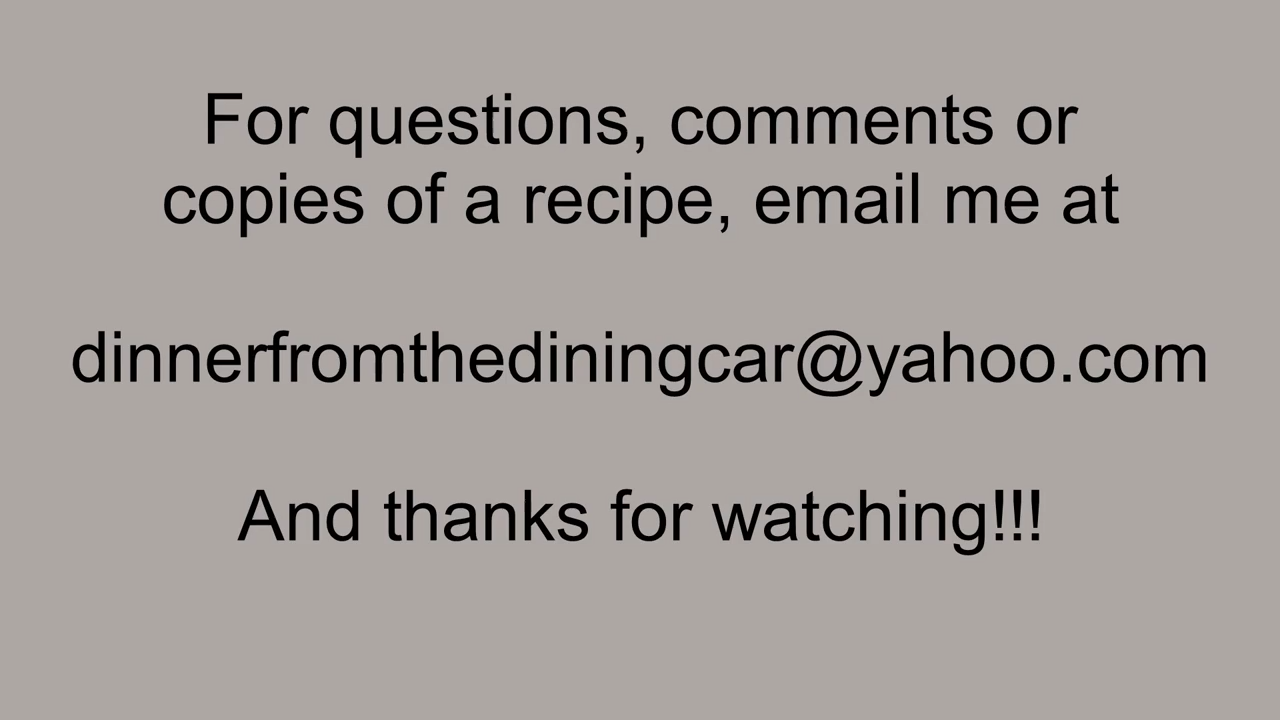 For questions, comments or
copies of a recipe, email me at
dinnerfromthediningcar@yahoo.com
And thanks for watching!!!